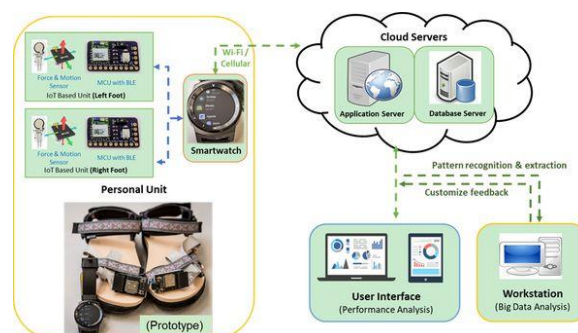 Force & Motion
Sensor
MCU with BLE
IoT Based Unit (Left Foot)
Force & Motion
Sensor
MCU with BLE
IoT Based Unit (Right Foot)
Smartwatch
Personal Unit
(Prototype)
Wi-Fi /
Cellular
Cloud Servers
Application Server
Database Server
Pattern recognition & extraction
Customize feedback
User Interface
(Performance Analysis)
Workstation
(Big Data Analysis)